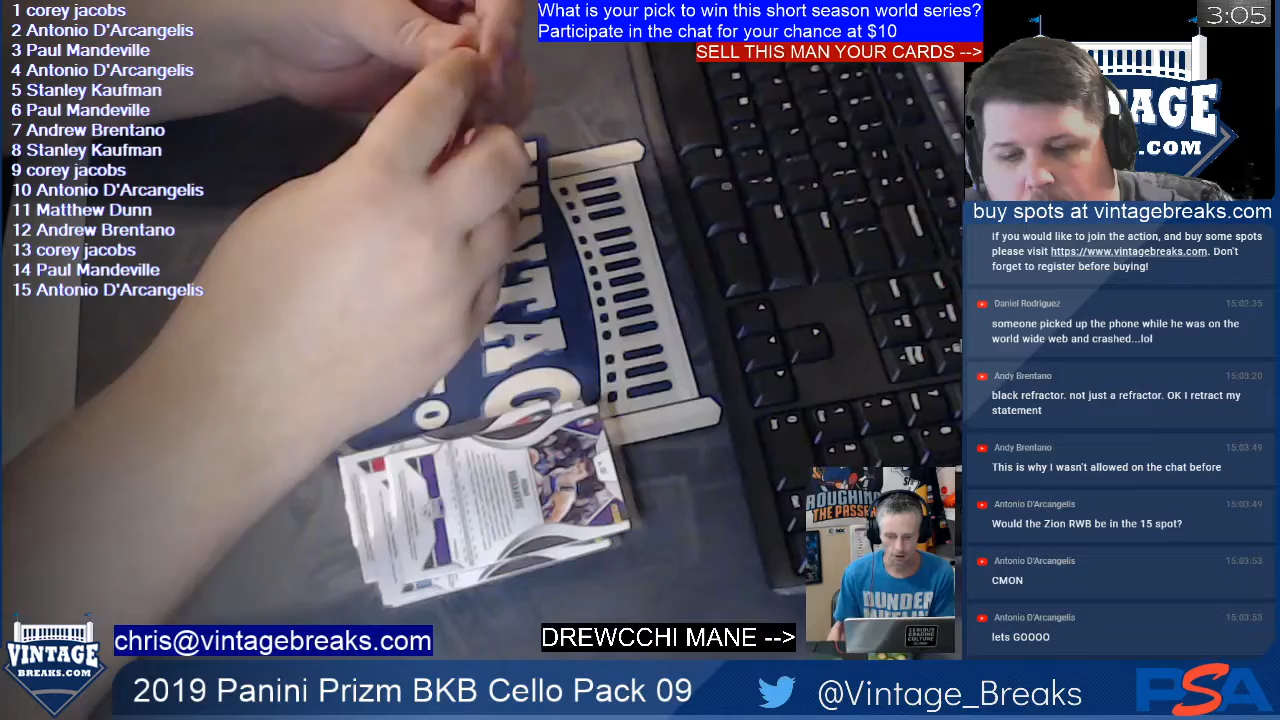 1 corey jacobs
2 Antonio D'Arcangelis
3 Paul Mandeville
4 Antonio D'Arcangelis
5 Stanley Kaufman
6 Paul Mandeville
7 Andrew Brentano
8 Stanley Kaufman
9 corey jacobs
10 Antonio D'Arcangelis
11 Matthew Dunn
12 Andrew Brentano
13 corey jacobs
14 Paul Mandeville
15 Antonio D'Arcangelis
What is your pick to win this short season world series?
Participate in the chat for your chance at $10
SELL THIS MAN YOUR CARDS -->
3:05
buy spots at vintagebreaks.com
If you would like to join the action, and buy some spots
please visit https://www.vintagebreaks.com. Don't
forget to register before buying!
Daniel Rodriguez 15:02:35
someone picked up the phone while he was on the
world wide web and crashed...lol
Andy Brentano 15:03:20
black refractor. not just a refractor. OK I retract my
statement
Andy Brentano 15:03:49
This is why I wasn't allowed on the chat before
Antonio D'Arcangelis 15:03:49
Would the Zion RWB be in the 15 spot?
Antonio D'Arcangelis 15:03:53
CMON
Antonio D'Arcangelis 15:03:53
lets GOOOO
ROUGHING
THE PASSER
DUNDER
MIFFLIN
VINTAGE
BREAKS.COM
chris@vintagebreaks.com
DREWCCHI MANE -->
2019 Panini Prizm BKB Cello Pack 09
@Vintage_Breaks
PSA